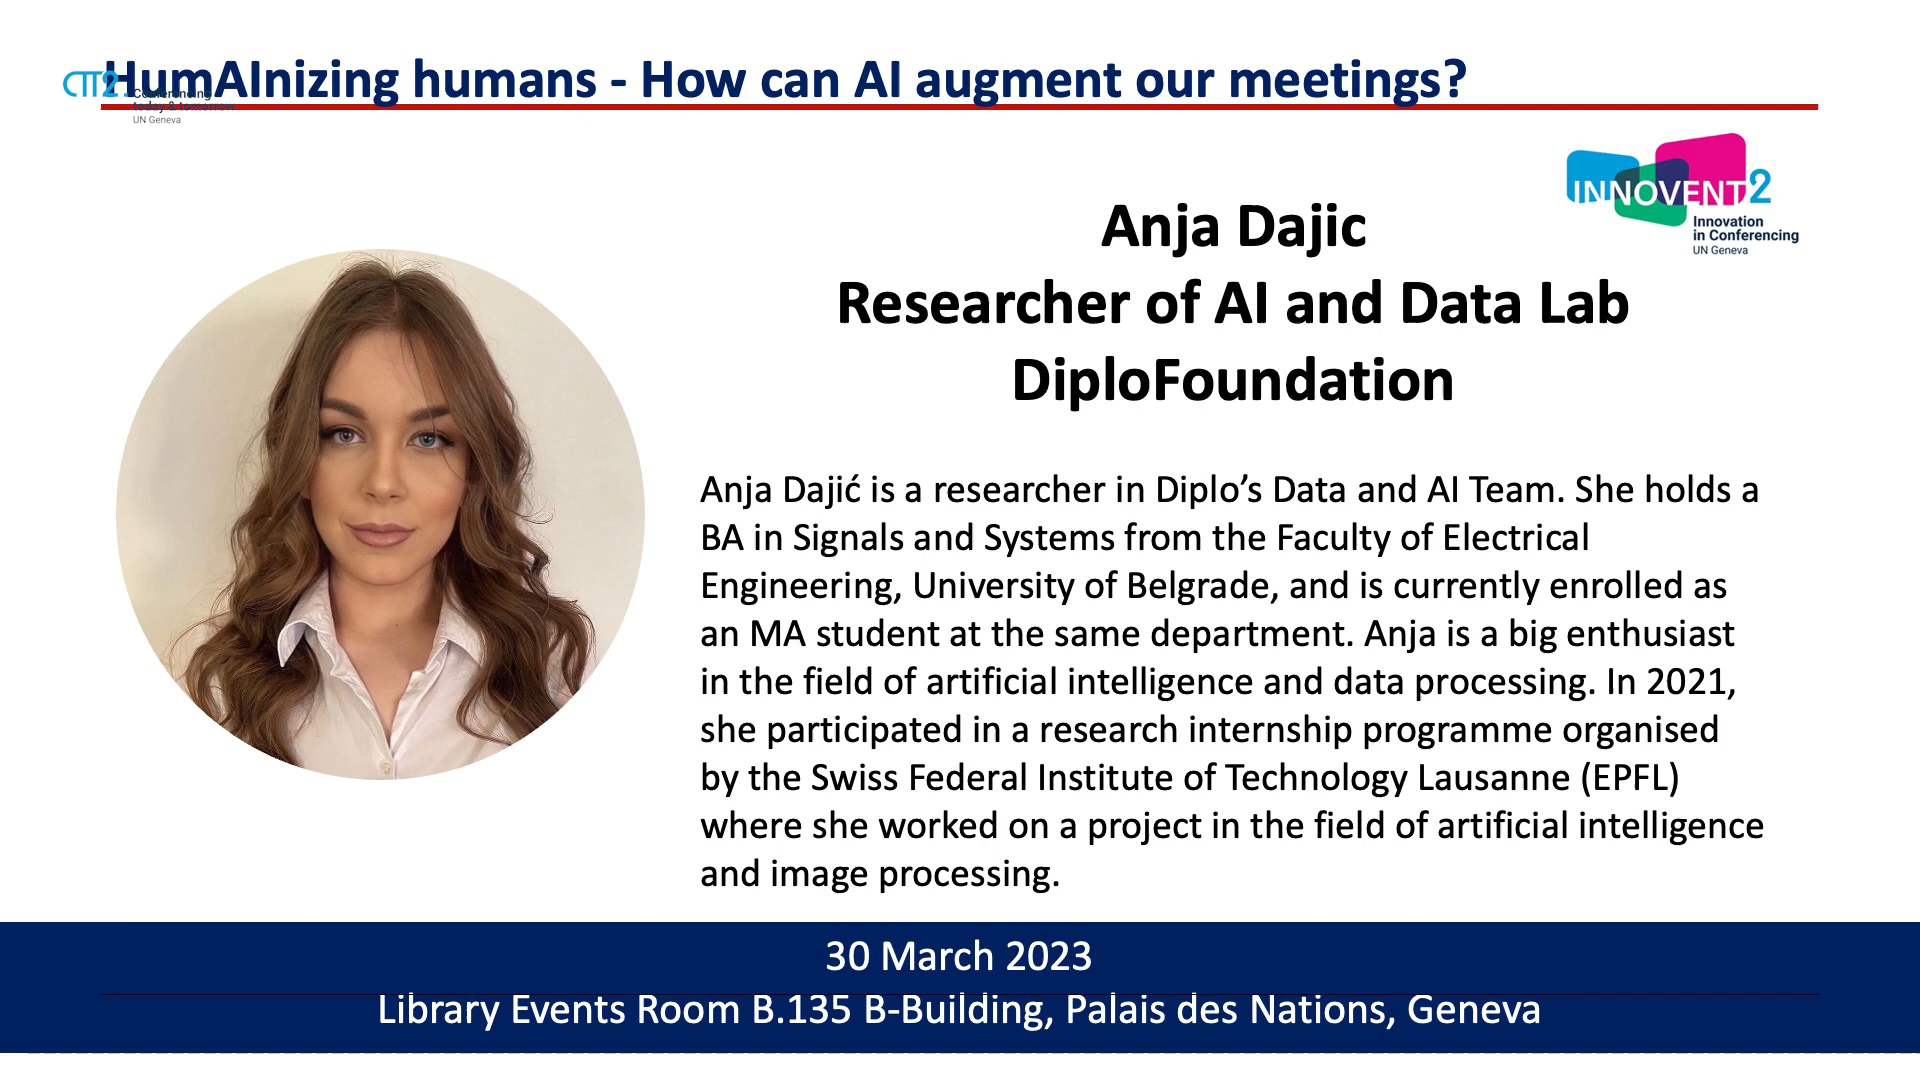 HumAInizing humans - How can AI augment our meetings?
CTT2
Conferencing
today & tomorrow
UN Geneva
INNOVENT2
Innovation
in Conferencing
UN Geneva
Anja Dajic
Researcher of AI and Data Lab
DiploFoundation
Anja Dajić is a researcher in Diplo’s Data and AI Team. She holds a
BA in Signals and Systems from the Faculty of Electrical
Engineering, University of Belgrade, and is currently enrolled as
an MA student at the same department. Anja is a big enthusiast
in the field of artificial intelligence and data processing. In 2021,
she participated in a research internship programme organised
by the Swiss Federal Institute of Technology Lausanne (EPFL)
where she worked on a project in the field of artificial intelligence
and image processing.
30 March 2023
Library Events Room B.135 B-Building, Palais des Nations, Geneva